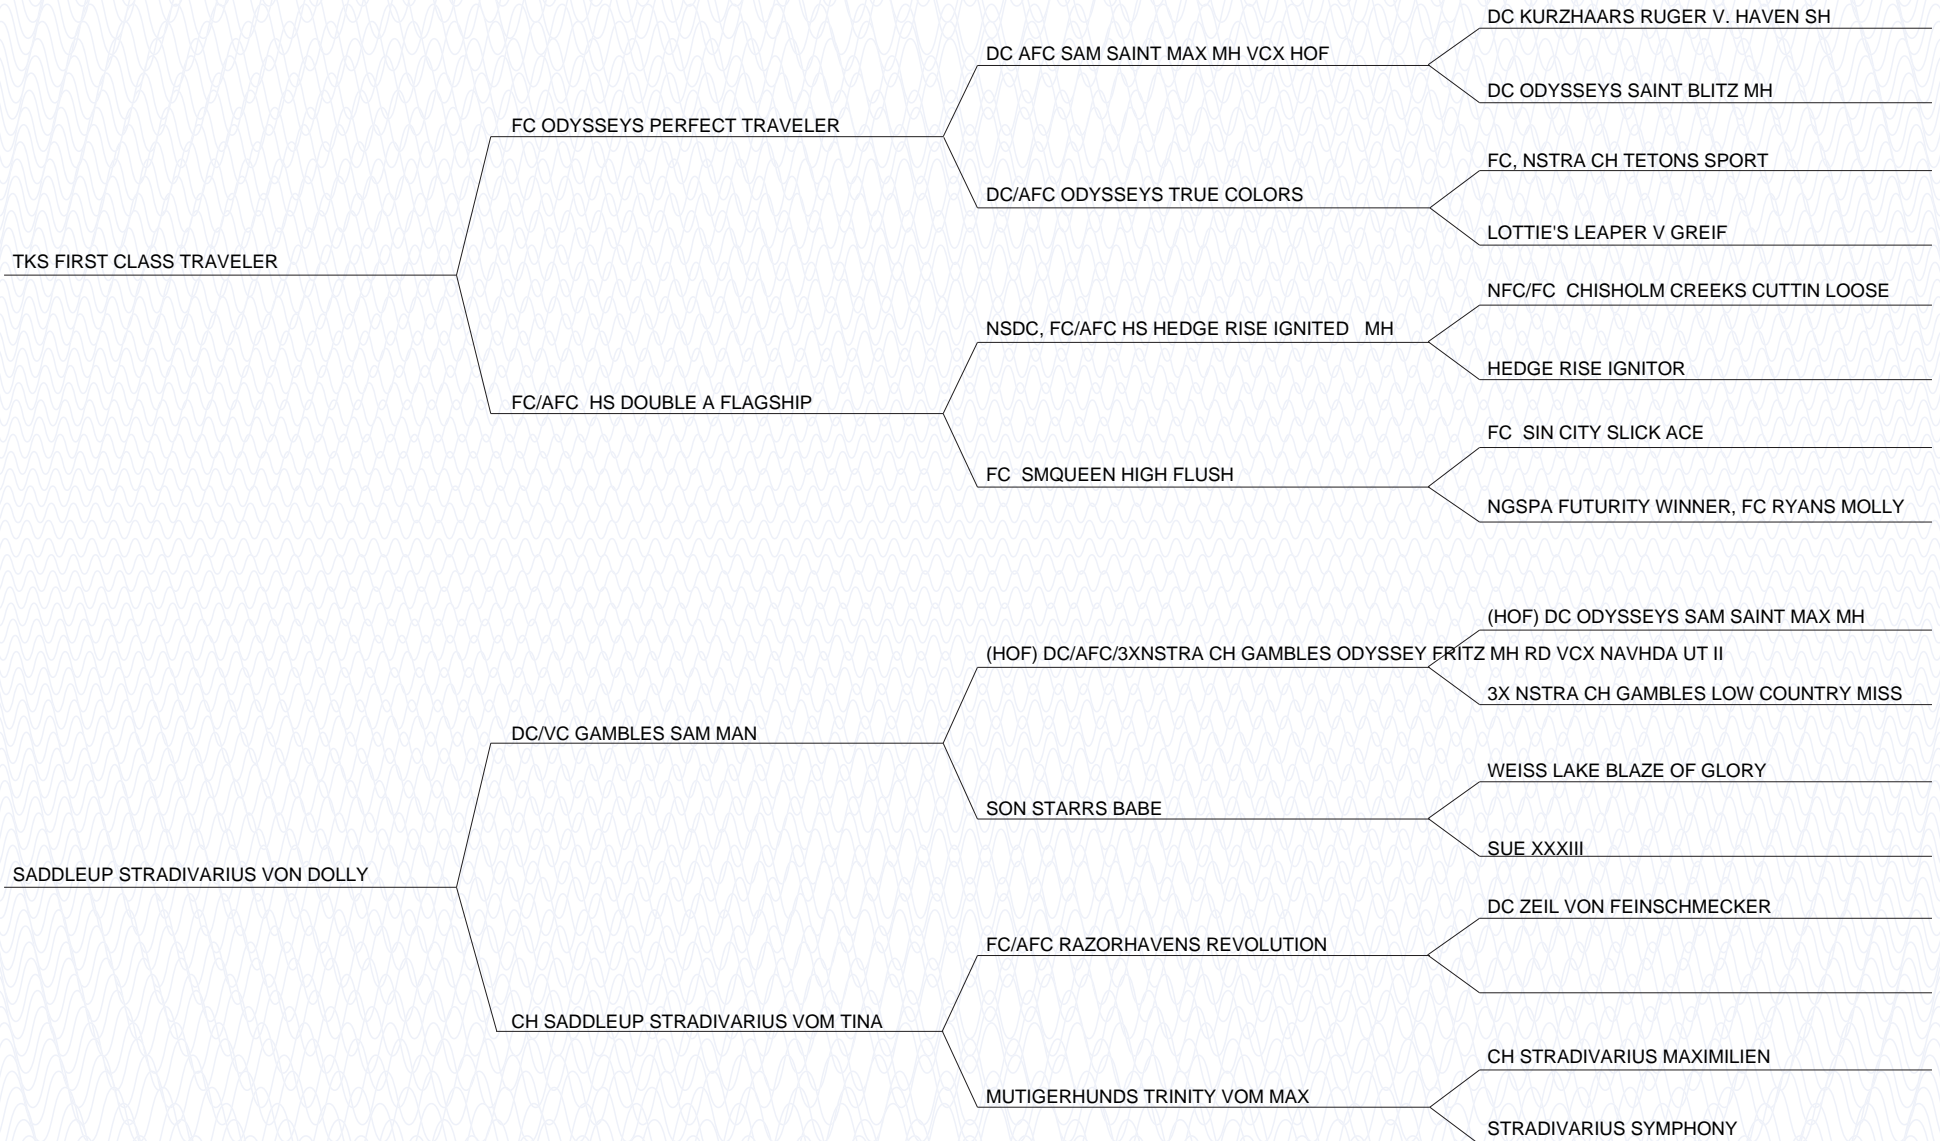 DC KURZHAARS RUGER V. HAVEN SH
DC AFC SAM SAINT MAX MH VCX HOF
DC ODYSSEYS SAINT BLITZ MH
FC ODYSSEYS PERFECT TRAVELER
FC, NSTRA CH TETONS SPORT
DC/AFC ODYSSEYS TRUE COLORS
LOTTIE'S LEAPER V GREIF
TKS FIRST CLASS TRAVELER
NFC/FC  CHISHOLM CREEKS CUTTIN LOOSE
NSDC, FC/AFC HS HEDGE RISE IGNITED   MH
HEDGE RISE IGNITOR
FC/AFC  HS DOUBLE A FLAGSHIP
FC  SIN CITY SLICK ACE
FC  SMQUEEN HIGH FLUSH
NGSPA FUTURITY WINNER, FC RYANS MOLLY
(HOF) DC ODYSSEYS SAM SAINT MAX MH
(HOF) DC/AFC/3XNSTRA CH GAMBLES ODYSSEY FRITZ MH RD VCX NAVHDA UT II
3X NSTRA CH GAMBLES LOW COUNTRY MISS
DC/VC GAMBLES SAM MAN
WEISS LAKE BLAZE OF GLORY
SON STARRS BABE
SUE XXXIII
SADDLEUP STRADIVARIUS VON DOLLY
DC ZEIL VON FEINSCHMECKER
FC/AFC RAZORHAVENS REVOLUTION
CH SADDLEUP STRADIVARIUS VOM TINA
CH STRADIVARIUS MAXIMILIEN
MUTIGERHUNDS TRINITY VOM MAX
STRADIVARIUS SYMPHONY